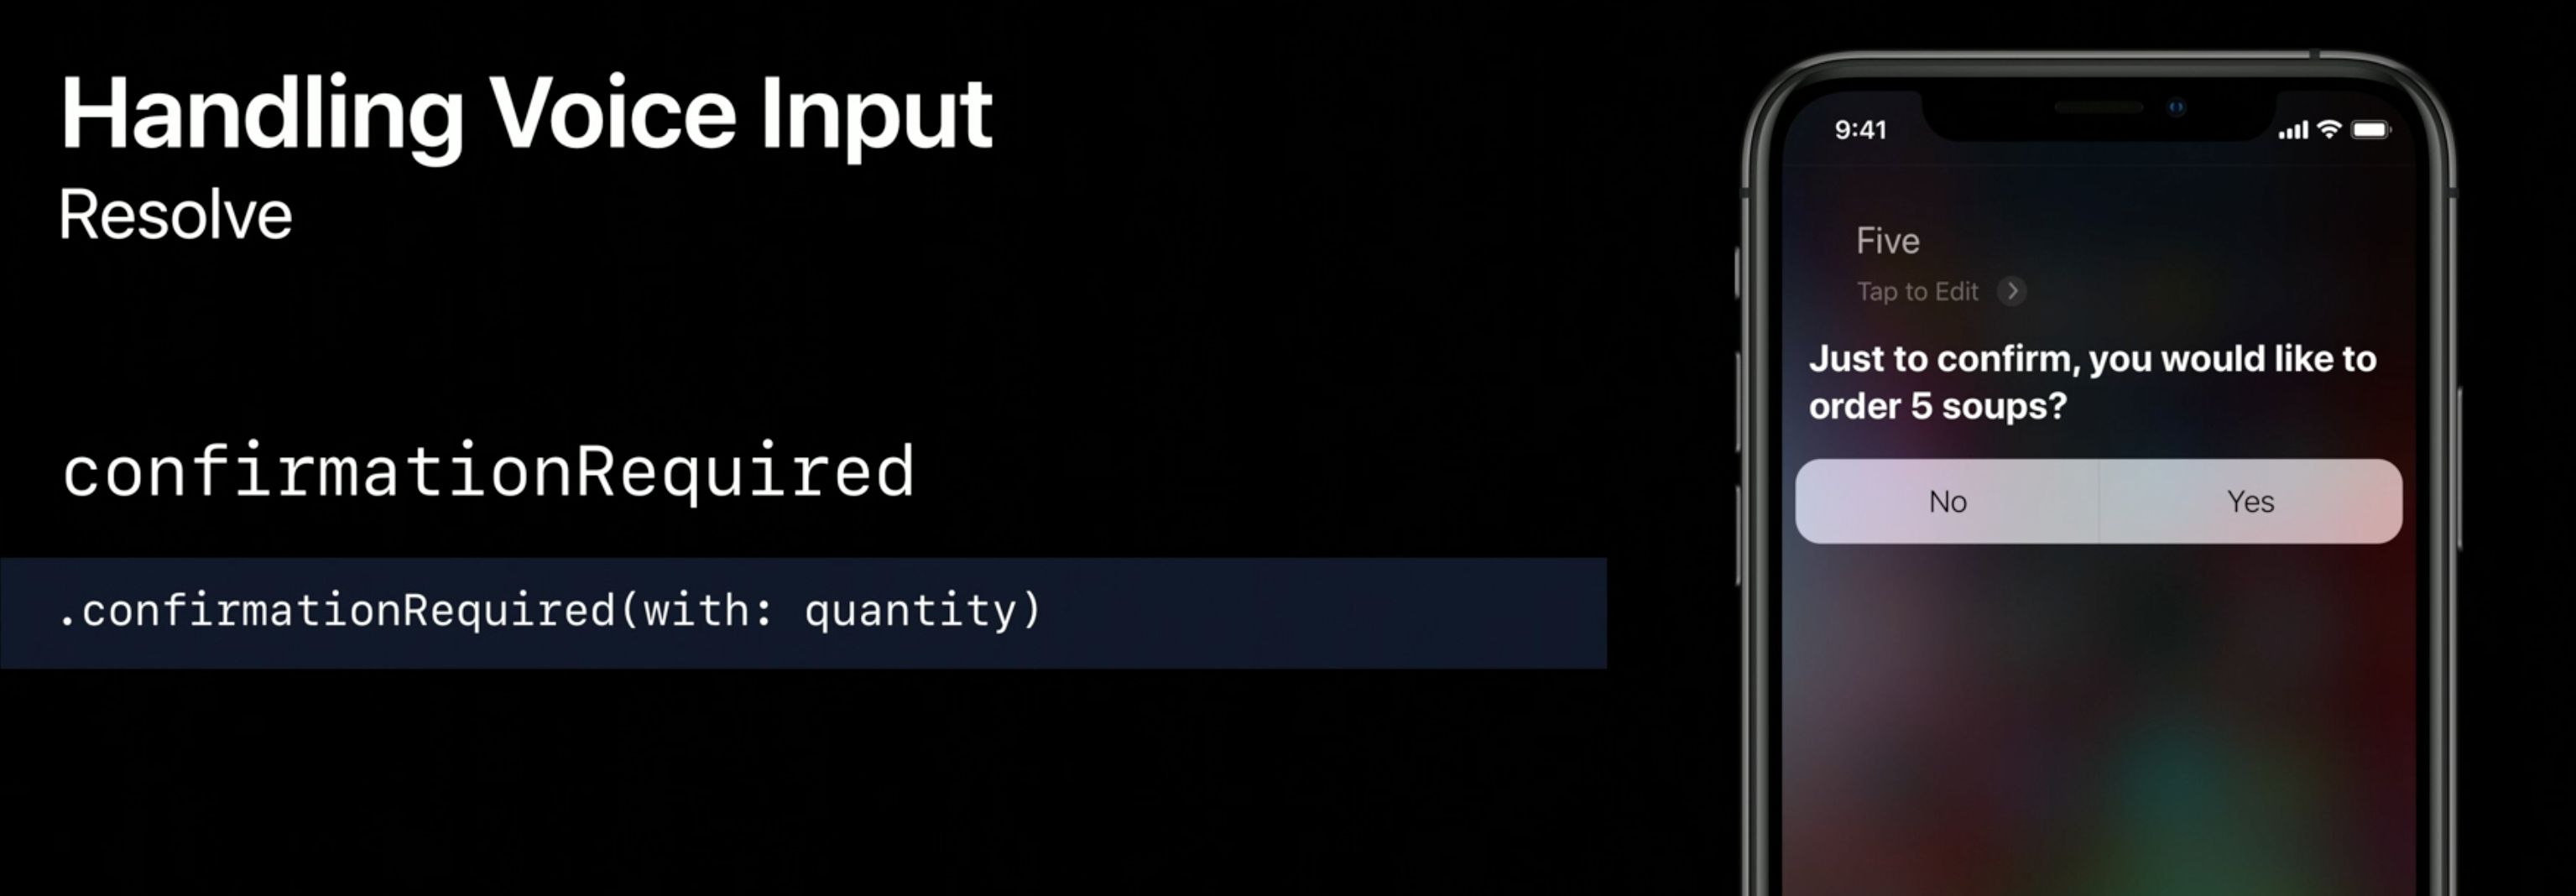 Handling Voice Input
Resolve
confirmationRequired
.confirmationRequired(with: quantity)
9:41
Five
Tap to Edit
Just to confirm, you would like to
order 5 soups?
No
Yes